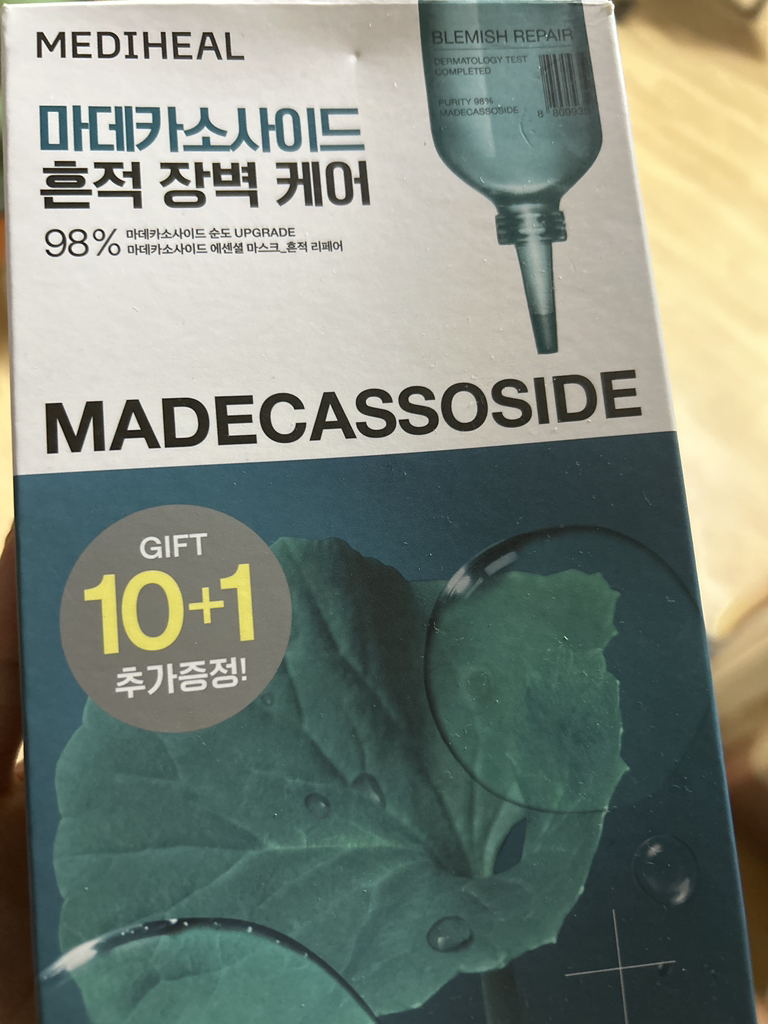 MEDIHEAL
마데카소사이드
흔적 장벽 케어
98% 마데카소사이드 순도 UPGRADE
마데카소사이드 에센셜 마스크_흔적 리페어
BLEMISH REPAIR
DERMATOLOGY TEST
COMPLETED
PURITY 98%
MADECASSOSIDE
MADECASSOSIDE
GIFT
10+1
추가증정!